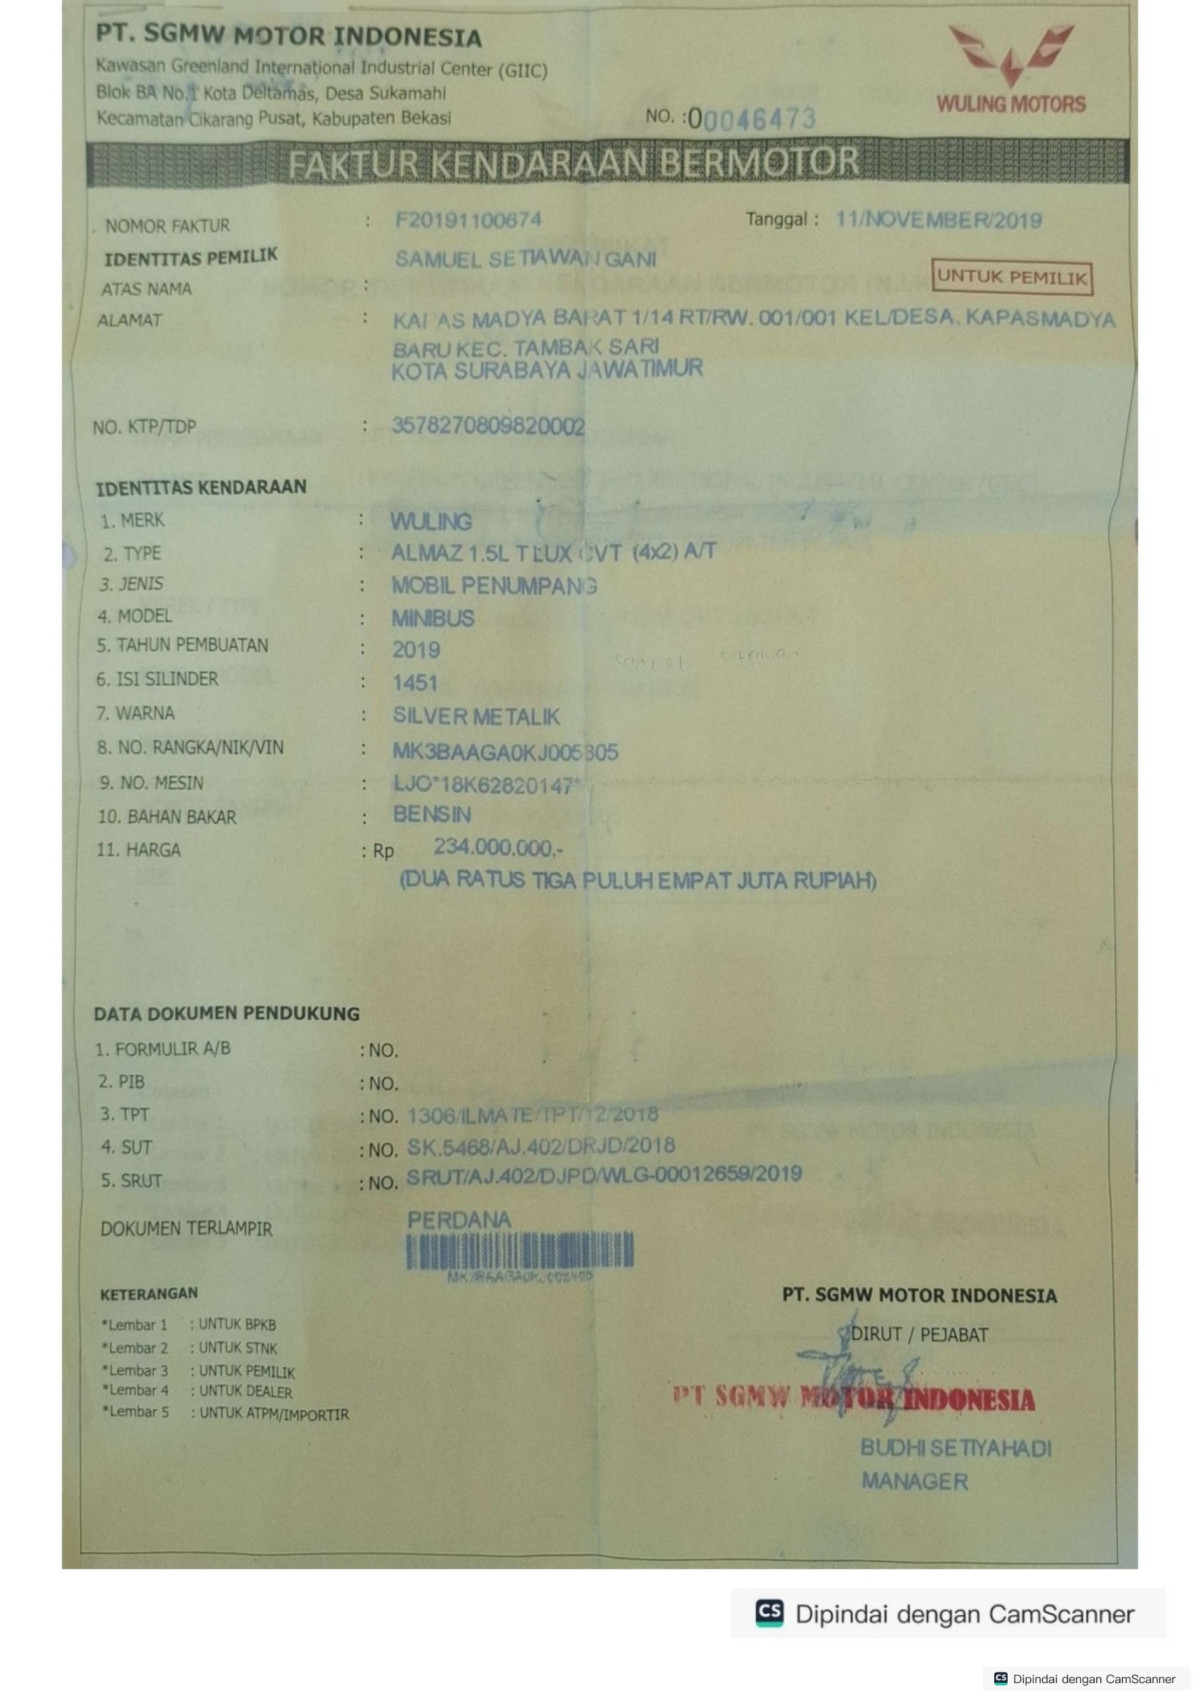 PT. SGMW MOTOR INDONESIA
Kawasan Greenland International Industrial Center (GIIC)
Blok BA No.1 Kota Deltamas, Desa Sukamahi
Kecamatan Cikarang Pusat, Kabupaten Bekasi
NO. :00046473
WULING MOTORS
FAKTUR KENDARAAN BERMOTOR
NOMOR FAKTUR : F20191100674 Tanggal : 11/NOVEMBER/2019
IDENTITAS PEMILIK SAMUEL SETIAWAN GANI
UNTUK PEMILIK
ATAS NAMA :
ALAMAT : MADYA BARAT 1/14 RT/RW. 001/001 KEL/DESA. KAPASMADYA
BARU KEC. TAMBAK SARI
KOTA SURABAYA JAWA TIMUR
NO. KTP/TDP : 3578270809820002
IDENTITAS KENDARAAN
1. MERK : WULING
2. TYPE : ALMAZ 1.5L T LUX CVT (4x2) A/T
3. JENIS : MOBIL PENUMPANG
4. MODEL : MINIBUS
5. TAHUN PEMBUATAN : 2019
6. ISI SILINDER : 1451
7. WARNA : SILVER METALIK
8. NO. RANGKA/NIK/VIN :
9. NO. MESIN : LJO*18K62820147*
10. BAHAN BAKAR : BENSIN
11. HARGA : Rp 234.000.000,-
(DUA RATUS TIGA PULUH EMPAT JUTA RUPIAH)
DATA DOKUMEN PENDUKUNG
1. FORMULIR A/B : NO.
2. PIB : NO.
3. TPT : NO. 1306/ILMATE/TPT/12/2018
4. SUT : NO. SK.5468/AJ.402/DRJD/2018
5. SRUT : NO. SRUT/AJ.402/DJPD/WLG-00012659/2019
DOKUMEN TERLAMPIR PERDANA
KETERANGAN
*Lembar 1 : UNTUK BPKB
*Lembar 2 : UNTUK STNK
*Lembar 3 : UNTUK PEMILIK
*Lembar 4 : UNTUK DEALER
*Lembar 5 : UNTUK ATPM/IMPORTIR
PT. SGMW MOTOR INDONESIA
DIRUT / PEJABAT
PT SGMW MOTOR INDONESIA
BUDHI SETIYAHADI
MANAGER
CS Dipindai dengan CamScanner
CS Dipindai dengan CamScanner